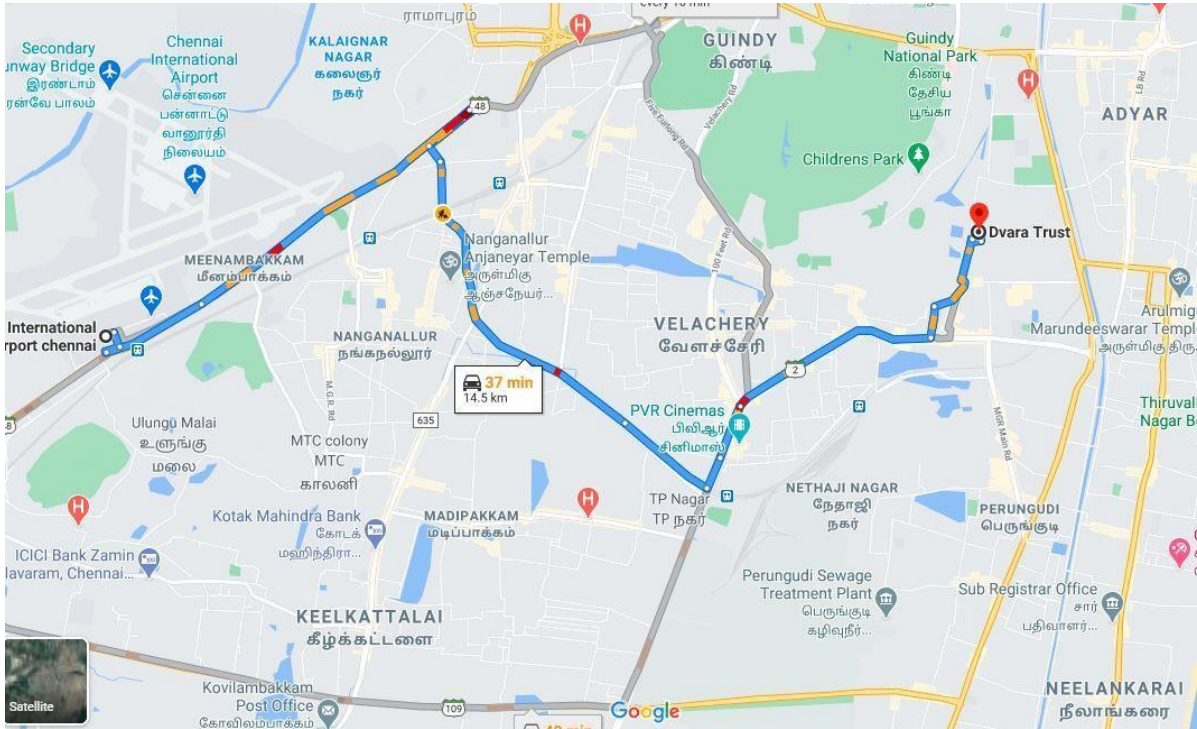 every 10 min
ராமாபுரம்
H
Secondary
unway Bridge
இரண்டாம்
ரன்வே பாலம்
Chennai
International
Airport
சென்னை
பன்னாட்டு
வானூர்தி
நிலையம்
KALAIGNAR
NAGAR
கலைஞர்
நகர்
H
48
GUINDY
கிண்டி
Five Furlong Rd
Velachery Rd
Guindy
National Park
கிண்டி
தேசிய
பூங்கா
H
LB Rd
ADYAR
Childrens Park
Dvara Trust
MEENAMBAKKAM
மீனம்பாக்கம்
Nanganallur
Anjaneyar Temple
அருள்மிகு
ஆஞ்சநேயர்...
100 Feet Rd
Arulmigu
Marundeeswarar Temple
அருள்மிகு திரு...
International
rport chennai
NANGANALLUR
நங்கநல்லூர்
M.G.R. Rd
VELACHERY
வேளச்சேரி
2
37 min
14.5 km
635
PVR Cinemas
பிவிஆர்
சினிமாஸ்
MGR Main Rd
Thiruvall
Nagar Be
Ulungu Malai
உளுங்கு
மலை
MTC colony
MTC
காலனி
H
Kotak Mahindra Bank
கோடக்
மஹிந்திரா...
MADIPAKKAM
மடிப்பாக்கம்
H
TP Nagar
TP நகர்
NETHAJI NAGAR
நேதாஜி
நகர்
PERUNGUDI
பெருங்குடி
ICICI Bank Zamin
lavaram, Chennai...
Perungudi Sewage
Treatment Plant
பெருங்குடி
கழிவுநீர்...
Sub Registrar Office
சார்
பதிவாளர்...
KEELKATTALAI
கீழ்க்கட்டளை
Satellite
Kovilambakkam
Post Office
கோவிலம்பாக்கம்
109
Google
NEELANKARAI
நீலாங்கரை